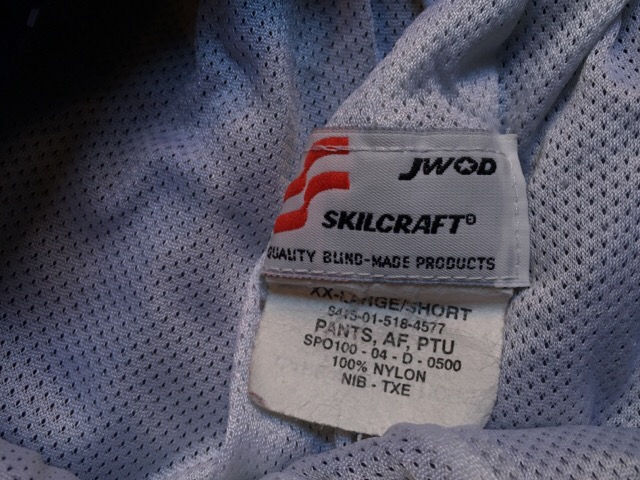 JWOD
SKILCRAFT®
QUALITY BLIND-MADE PRODUCTS
XX-LARGE/SHORT
8415-01-518-4577
PANTS, AF, PTU
SPO100 - 04 - D - 0500
100% NYLON
NIB - TXE